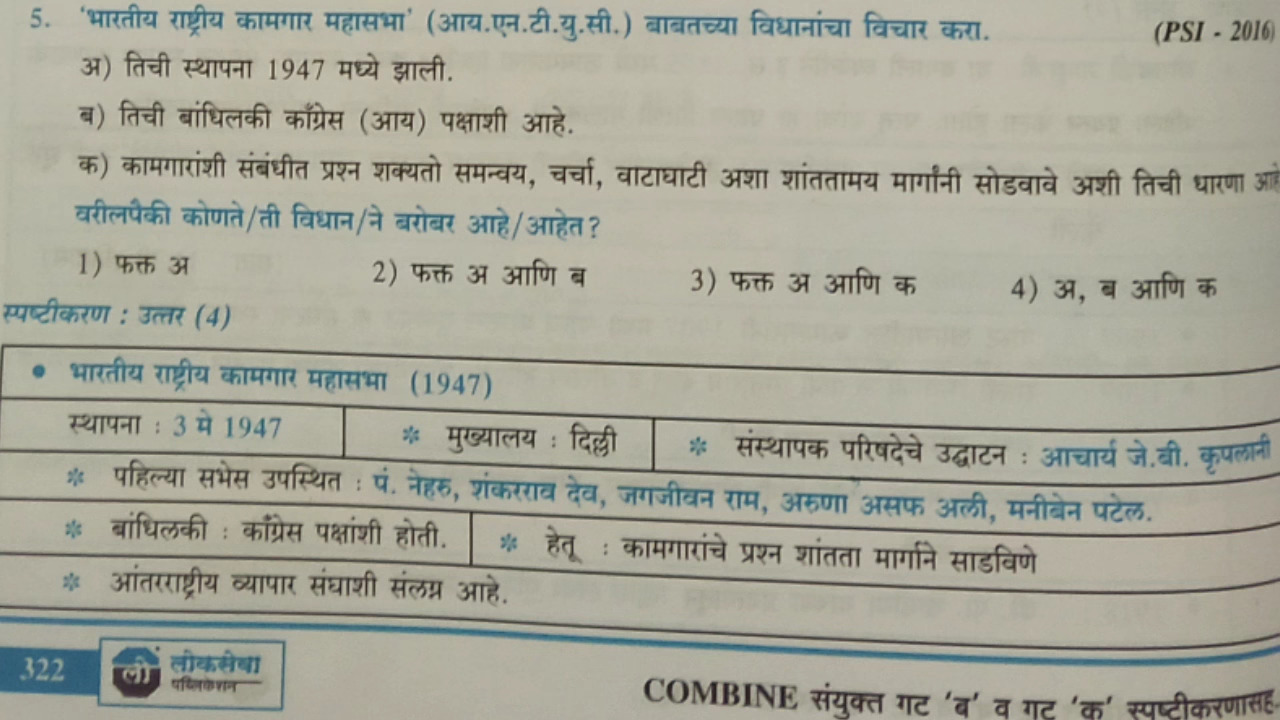 5. 'भारतीय राष्ट्रीय कामगार महासभा' (आय.एन.टी.यु.सी.) बाबतच्या विधानांचा विचार करा. (PSI - 2016)
अ) तिची स्थापना 1947 मध्ये झाली.
ब) तिची बांधिलकी काँग्रेस (आय) पक्षाशी आहे.
क) कामगारांशी संबंधीत प्रश्न शक्यतो समन्वय, चर्चा, वाटाघाटी अशा शांततामय मार्गांनी सोडवावे अशी तिची धारणा आहे
वरीलपैकी कोणते/ती विधान/ने बरोबर आहे/आहेत?
1) फक्त अ 2) फक्त अ आणि ब 3) फक्त अ आणि क 4) अ, ब आणि क
स्पष्टीकरण : उत्तर (4)
• भारतीय राष्ट्रीय कामगार महासभा (1947)
स्थापना : 3 मे 1947 * मुख्यालय : दिल्ली * संस्थापक परिषदेचे उद्घाटन : आचार्य जे.बी. कृपलानी
* पहिल्या सभेस उपस्थित : पं. नेहरु, शंकरराव देव, जगजीवन राम, अरुणा असफ अली, मनीबेन पटेल.
* बांधिलकी : काँग्रेस पक्षांशी होती. * हेतू : कामगारांचे प्रश्न शांतता मार्गाने साडविणे
* आंतरराष्ट्रीय व्यापार संघाशी संलग्न आहे.
322 लो लोकसेवा
पब्लिकेशन
COMBINE संयुक्त गट 'ब' व गट 'क' स्पष्टीकरणासह